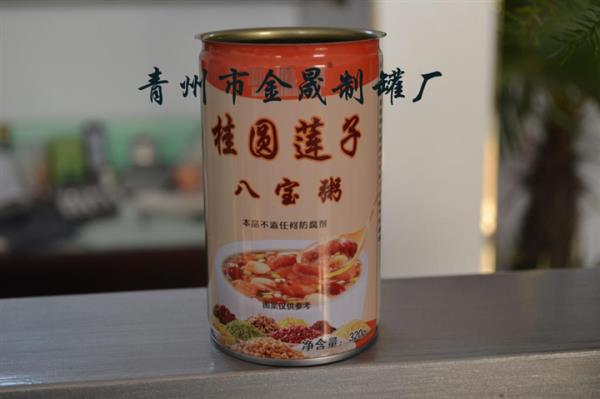 青州市金晟制罐厂
桂圆莲子
八宝粥
本品不添任何防腐剂
图案仅供参考
净含量：320g